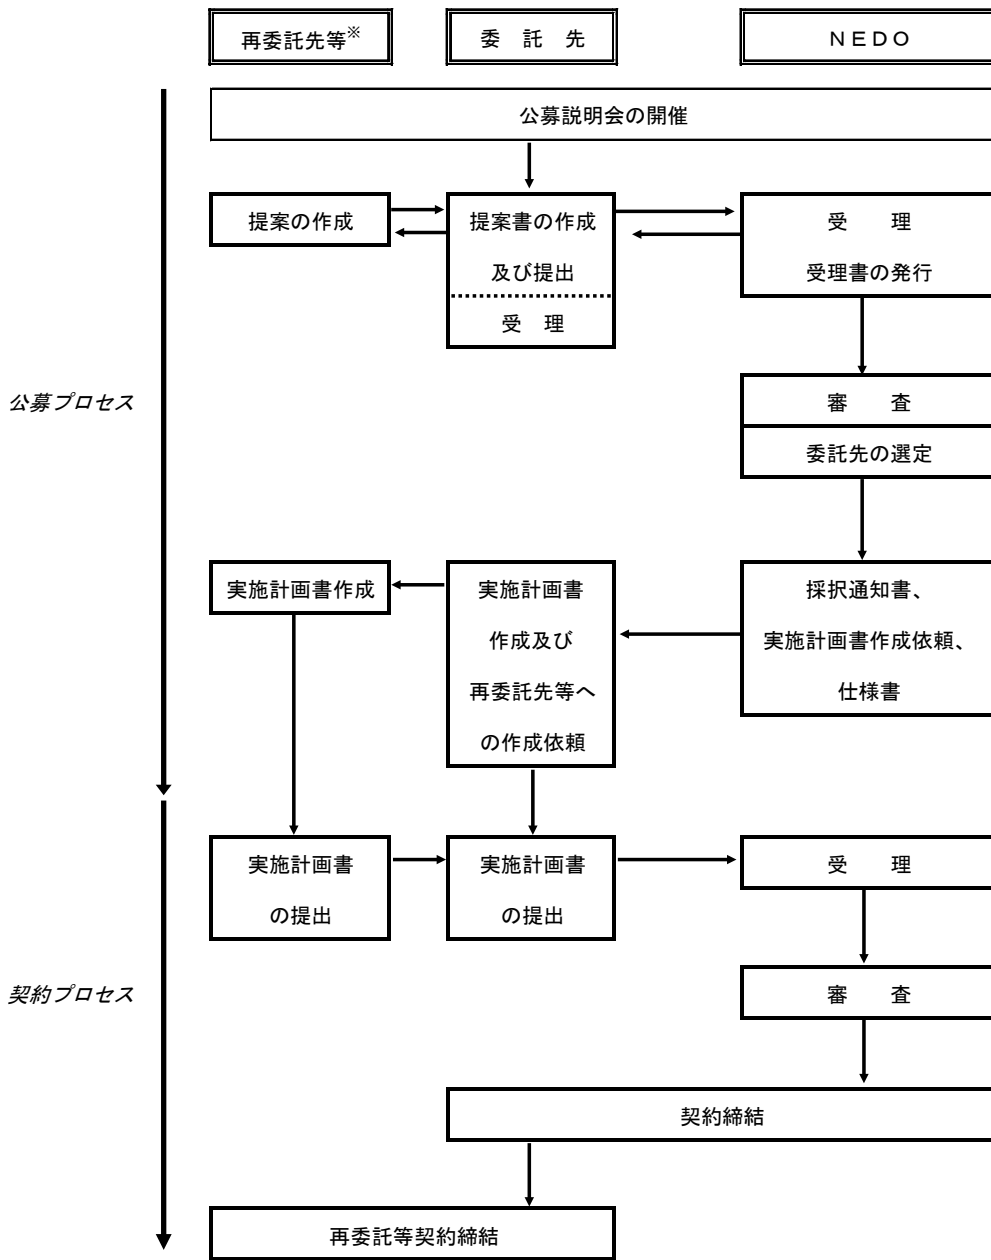 再委託先等※
委　託　先
ＮＥＤＯ
公募説明会の開催
提案の作成
提案書の作成
及び提出
受　理
受　　理
受理書の発行
公募プロセス
審　　査
委託先の選定
実施計画書作成
実施計画書
作成及び
再委託先等へ
の作成依頼
採択通知書、
実施計画書作成依頼、
仕様書
実施計画書
の提出
実施計画書
の提出
受　　理
契約プロセス
審　　査
契約締結
再委託等契約締結